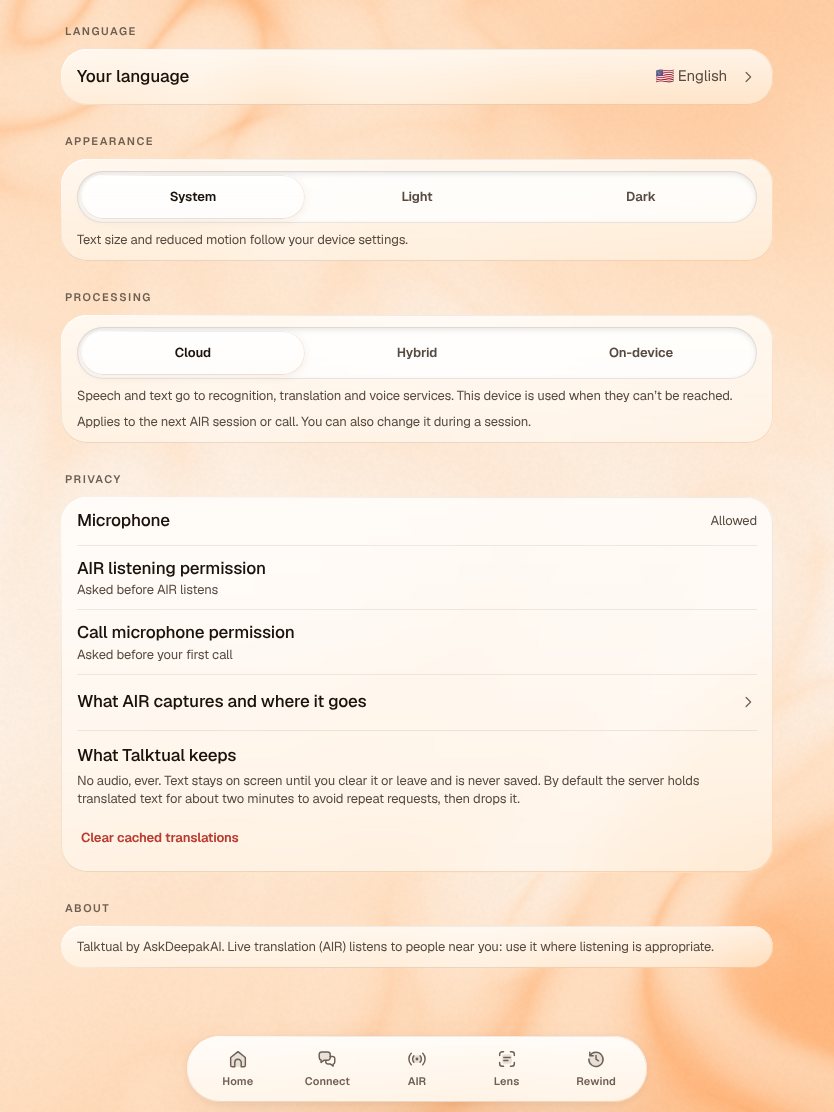 LANGUAGE
Your language
🇺🇸 English
APPEARANCE
System
Light
Dark
Text size and reduced motion follow your device settings.
PROCESSING
Cloud
Hybrid
On-device
Speech and text go to recognition, translation and voice services. This device is used when they can’t be reached.
Applies to the next AIR session or call. You can also change it during a session.
PRIVACY
Microphone
Allowed
AIR listening permission
Asked before AIR listens
Call microphone permission
Asked before your first call
What AIR captures and where it goes
What Talktual keeps
No audio, ever. Text stays on screen until you clear it or leave and is never saved. By default the server holds
translated text for about two minutes to avoid repeat requests, then drops it.
Clear cached translations
ABOUT
Talktual by AskDeepakAI. Live translation (AIR) listens to people near you: use it where listening is appropriate.
Home
Connect
AIR
Lens
Rewind